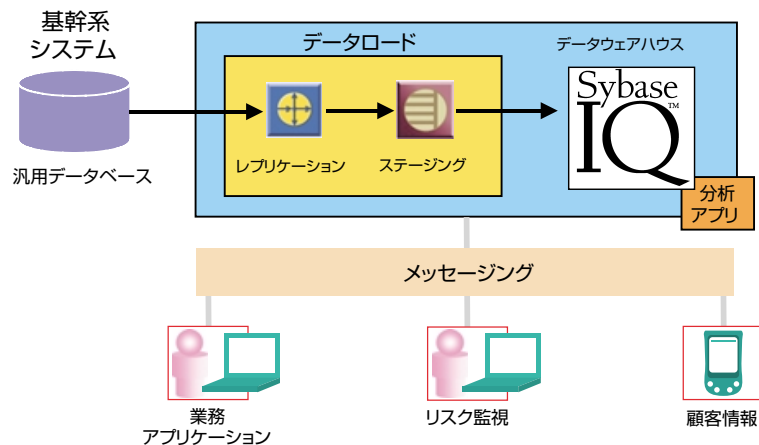 基幹系
システム
汎用データベース
データロード
レプリケーション
ステージング
データウェアハウス
Sybase
IQ™
分析
アプリ
メッセージング
業務
アプリケーション
リスク監視
顧客情報